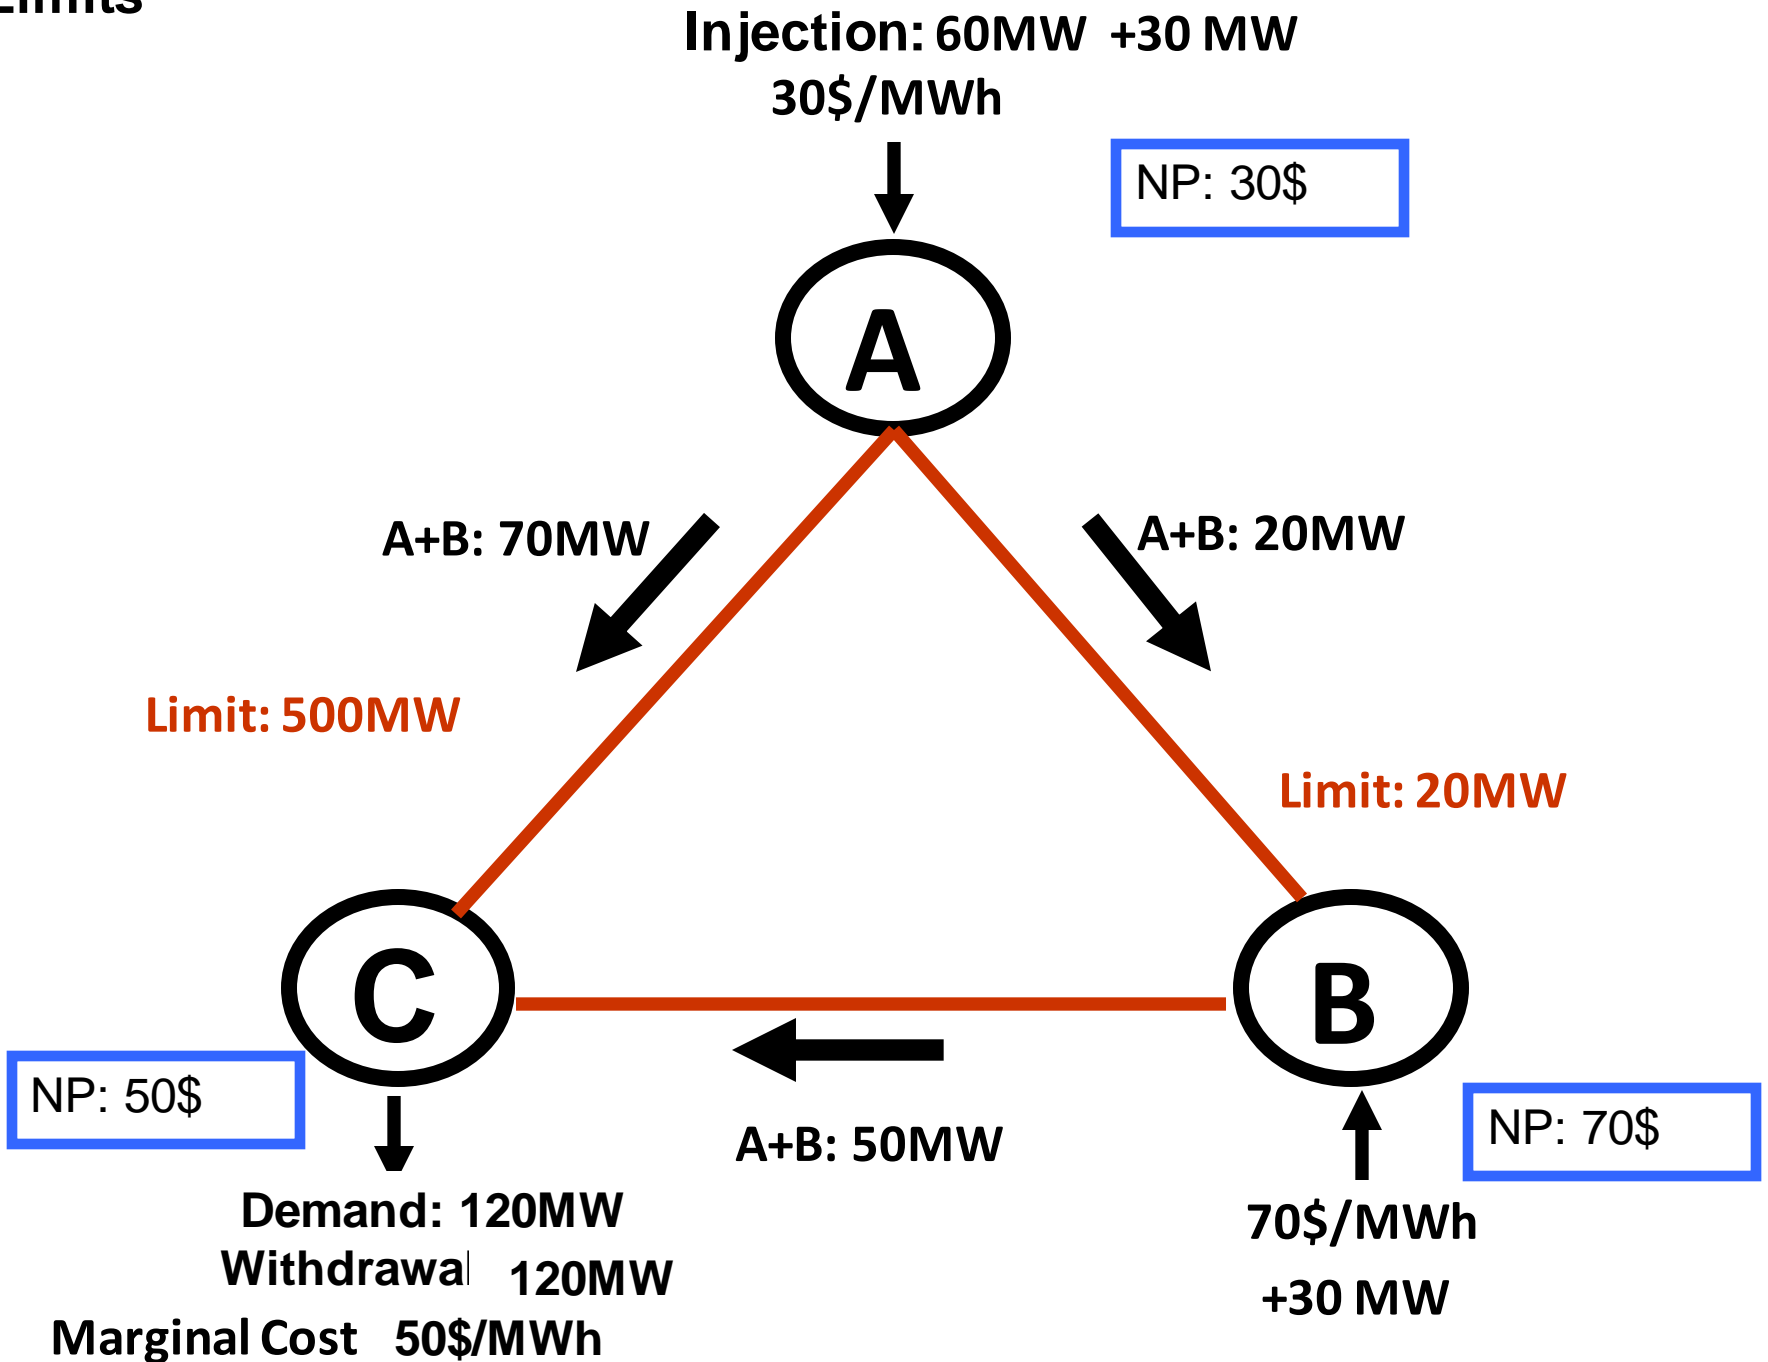 Limits
Injection: 60MW +30 MW
30$/MWh
NP: 30$
A
A+B: 70MW
A+B: 20MW
Limit: 500MW
Limit: 20MW
C
B
NP: 50$
A+B: 50MW
NP: 70$
Demand: 120MW
Withdrawal 120MW
Marginal Cost 50$/MWh
70$/MWh
+30 MW